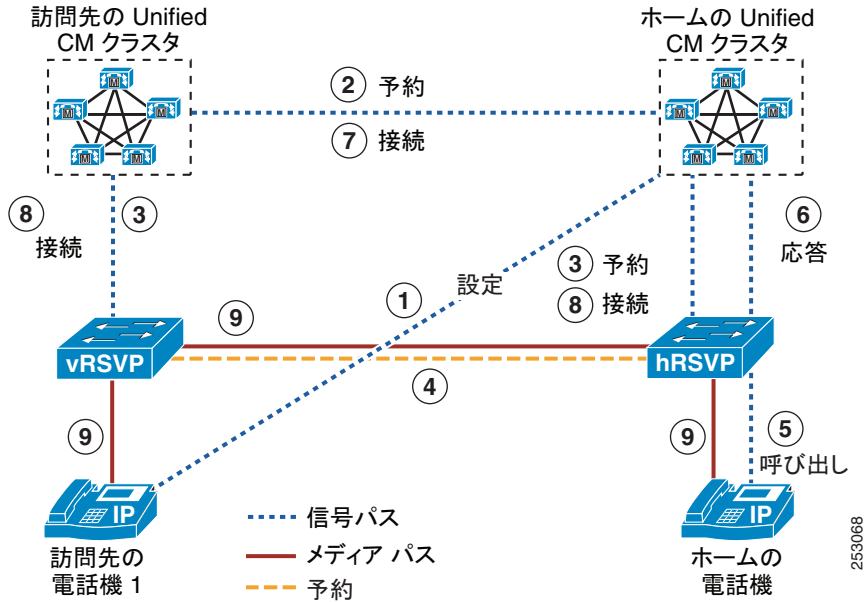 訪問先の Unified
CM クラスタ
ホームの Unified
CM クラスタ
2 予約
7 接続
M
M
M
M
M
M
M
M
M
M
8
3
接続
6
応答
3 予約
8 接続
設定
1
9
vRSVP
hRSVP
4
9
9
5
呼び出し
IP
IP
訪問先の
電話機 1
信号パス
メディア パス
予約
ホームの
電話機
253068